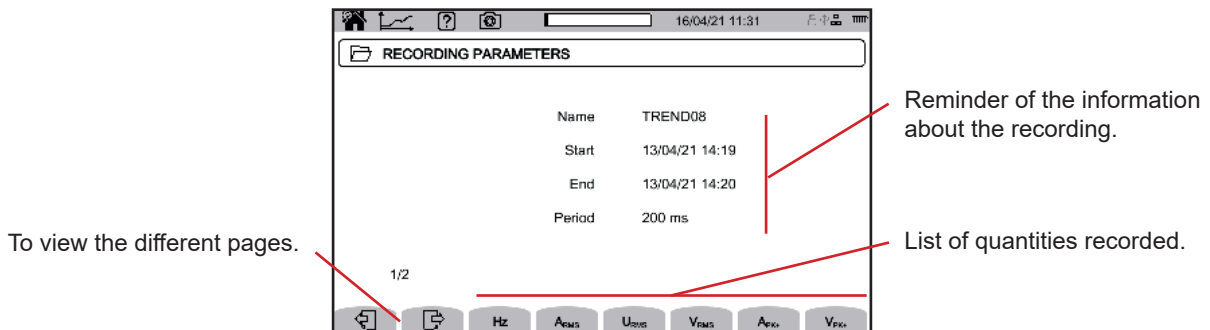 16/04/21 11:31
RECORDING PARAMETERS
Name TREND08
Start 13/04/21 14:19
End 13/04/21 14:20
Period 200 ms
1/2
Hz ARMS URMS VRMS APK+ VPK+
Reminder of the information
about the recording.
To view the different pages.
List of quantities recorded.